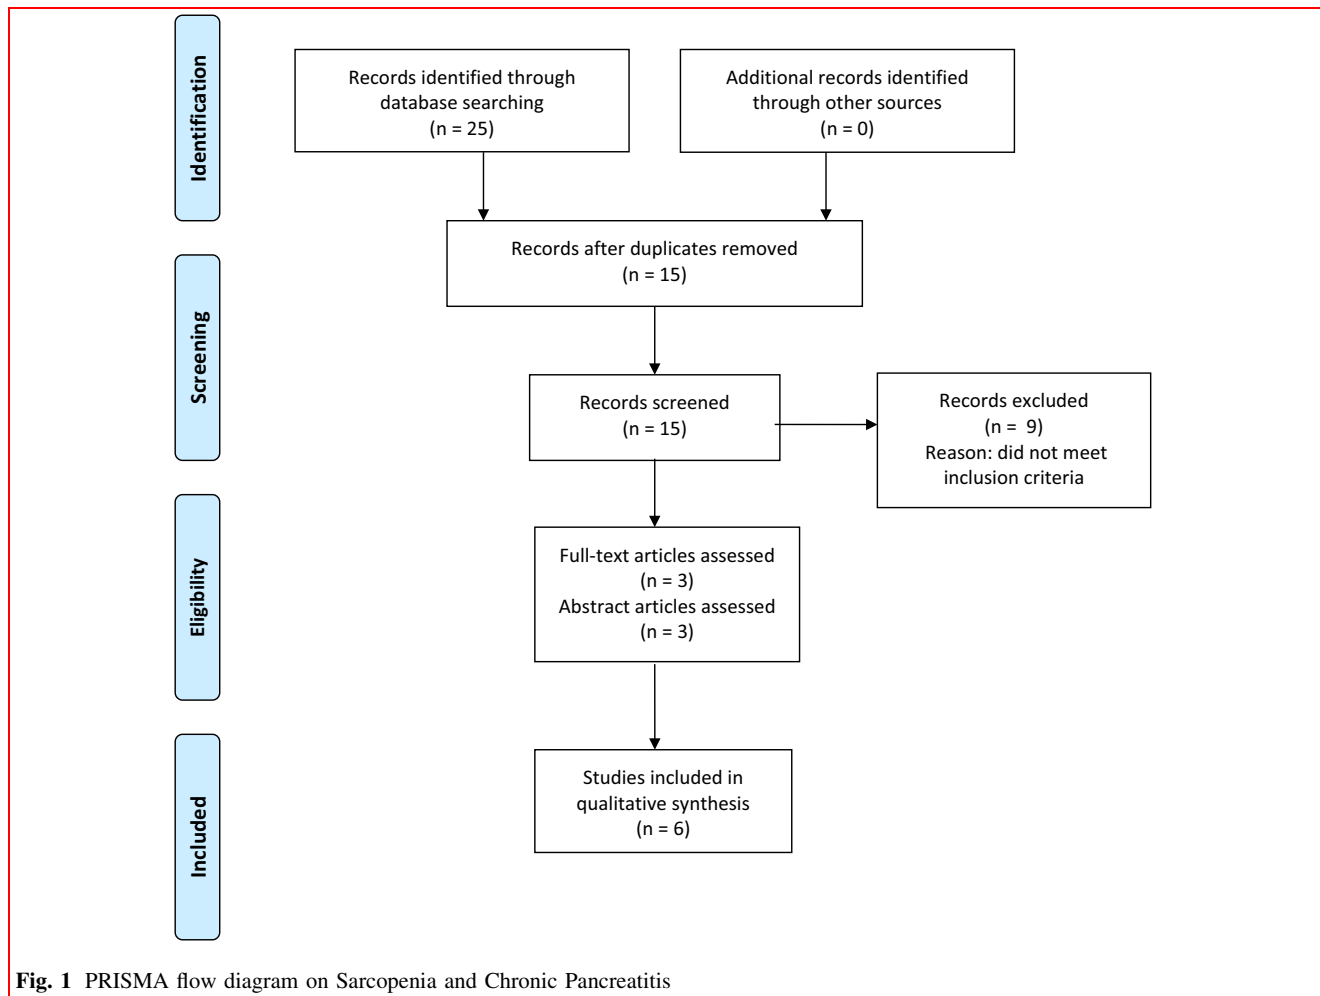 Identification
Records identified through
database searching
(n = 25)
Additional records identified
through other sources
(n = 0)
Records after duplicates removed
(n = 15)
Screening
Records screened
(n = 15)
Records excluded
(n =  9)
Reason: did not meet
inclusion criteria
Eligibility
Full-text articles assessed
(n = 3)
Abstract articles assessed
(n = 3)
Included
Studies included in
qualitative synthesis
(n = 6)
Fig. 1 PRISMA flow diagram on Sarcopenia and Chronic Pancreatitis